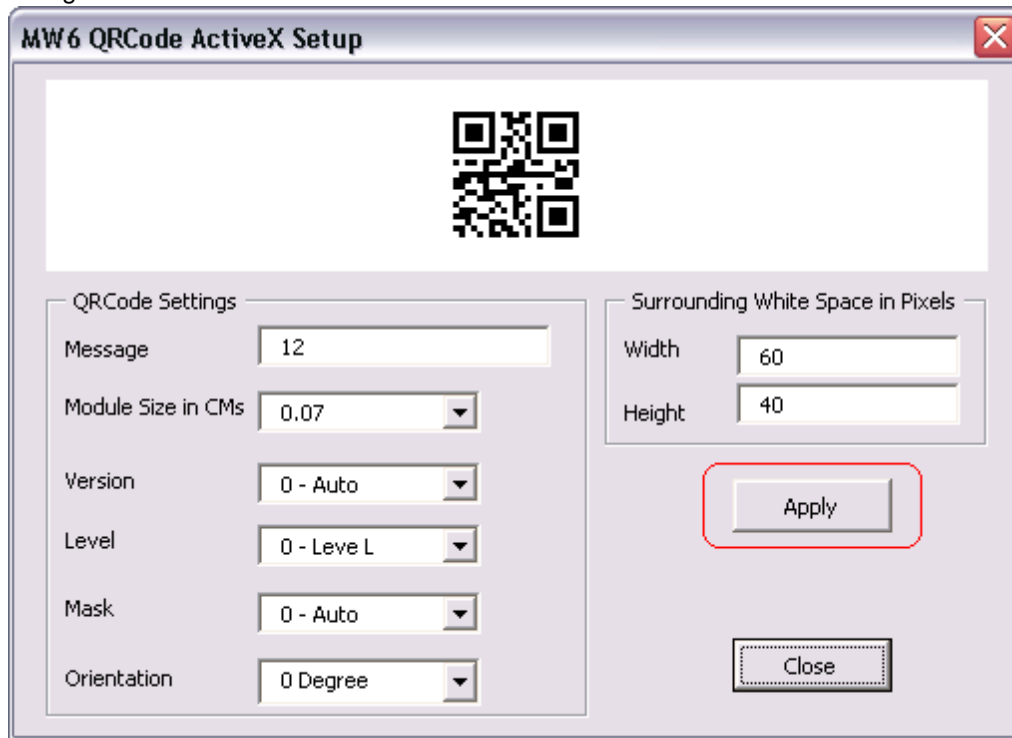 MW6 QRCode ActiveX Setup
QRCode Settings
Message 12
Module Size in CMs 0.07
Version 0 - Auto
Level 0 - Leve L
Mask 0 - Auto
Orientation 0 Degree
Surrounding White Space in Pixels
Width 60
Height 40
Apply
Close